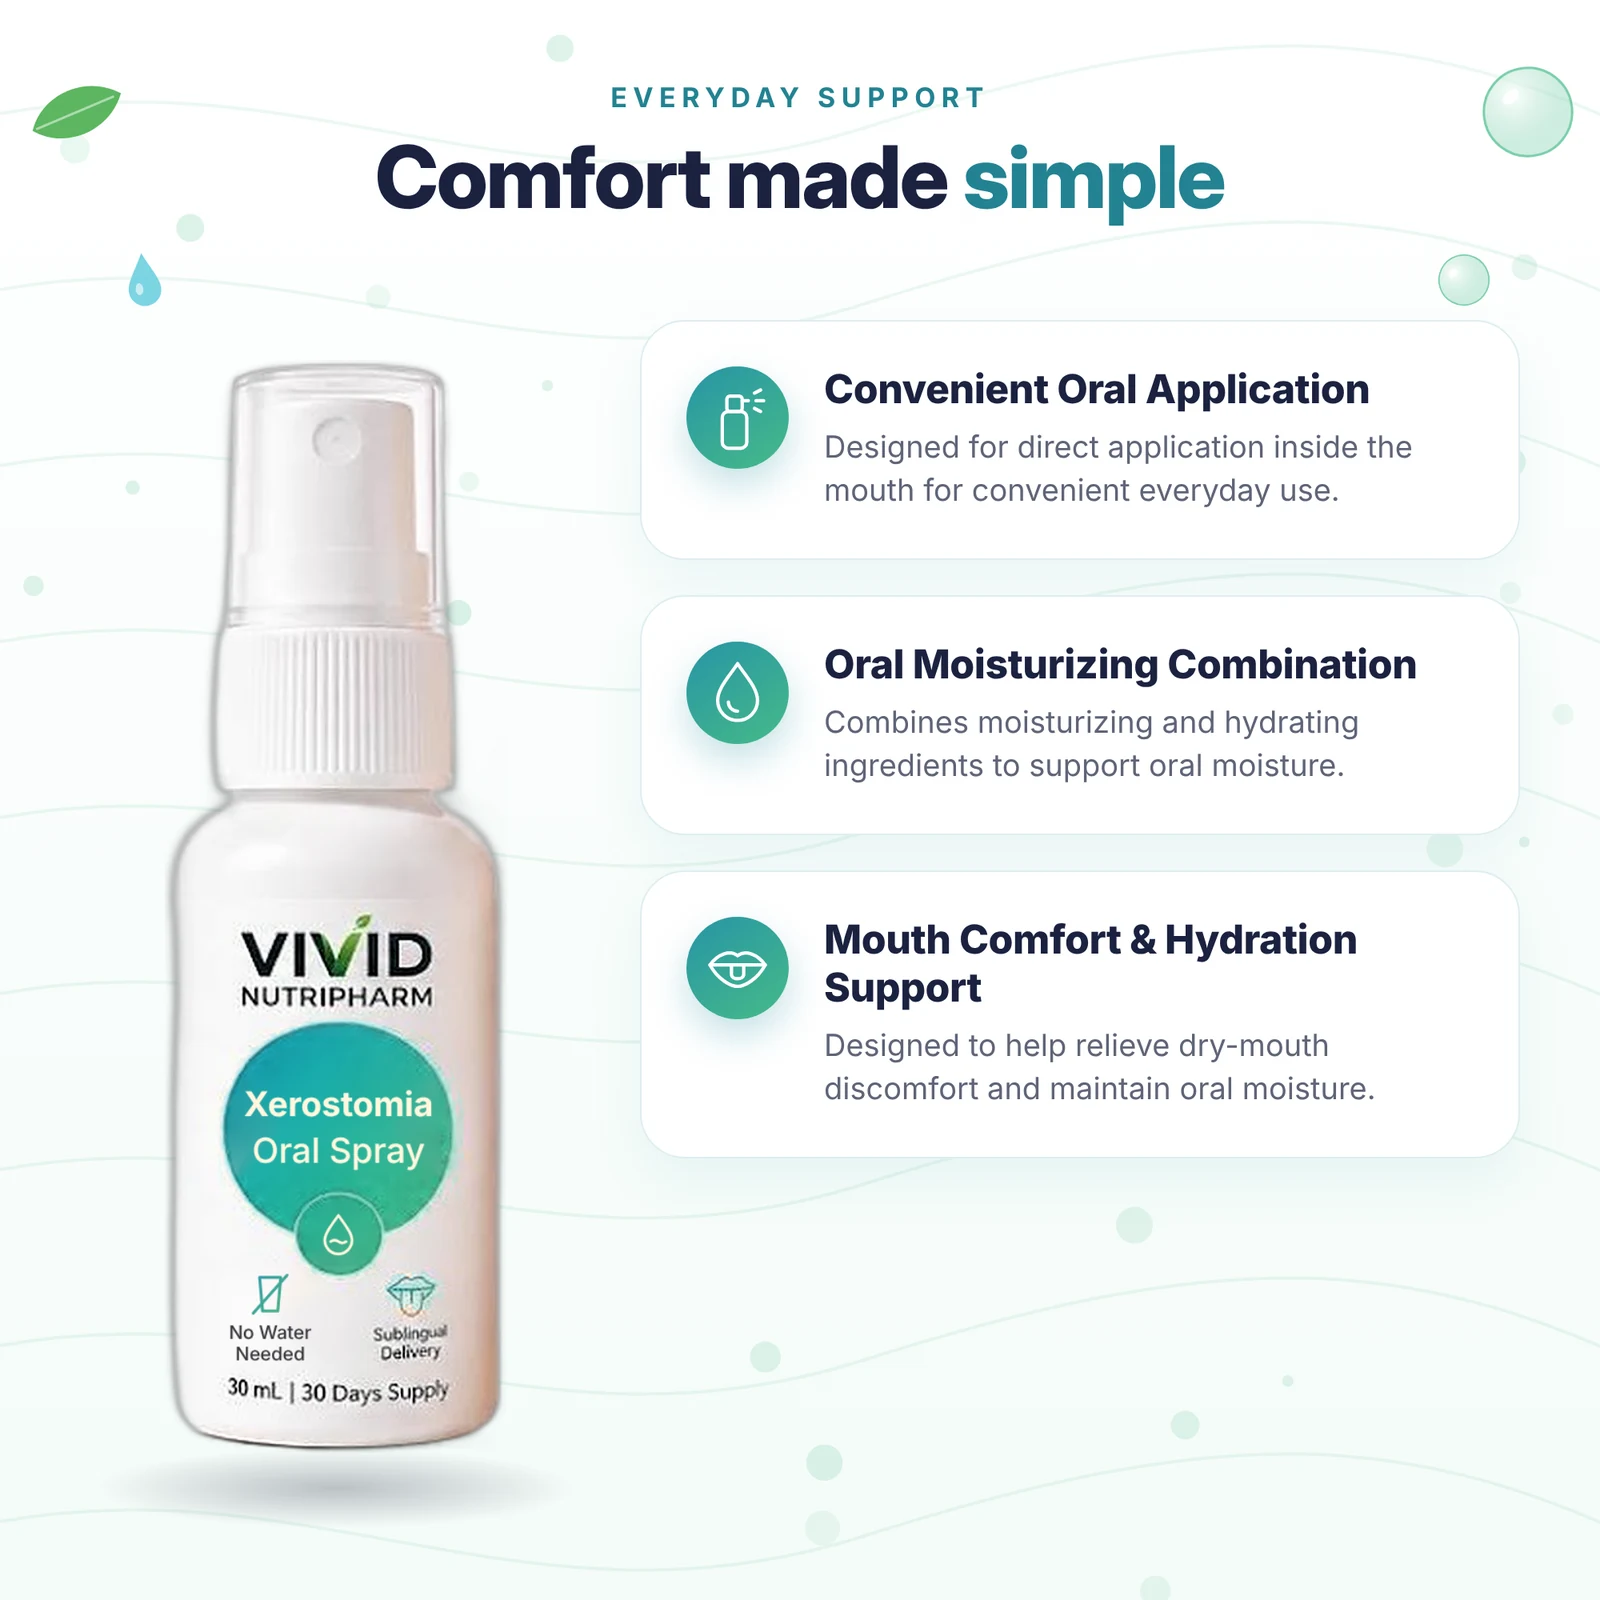 EVERYDAY SUPPORT
Comfort made simple
Convenient Oral Application
Designed for direct application inside the
mouth for convenient everyday use.
Oral Moisturizing Combination
Combines moisturizing and hydrating
ingredients to support oral moisture.
Mouth Comfort & Hydration
Support
Designed to help relieve dry-mouth
discomfort and maintain oral moisture.
VIVID
NUTRIPHARM
Xerostomia
Oral Spray
No Water
Needed
Sublingual
Delivery
30 mL | 30 Days Supply